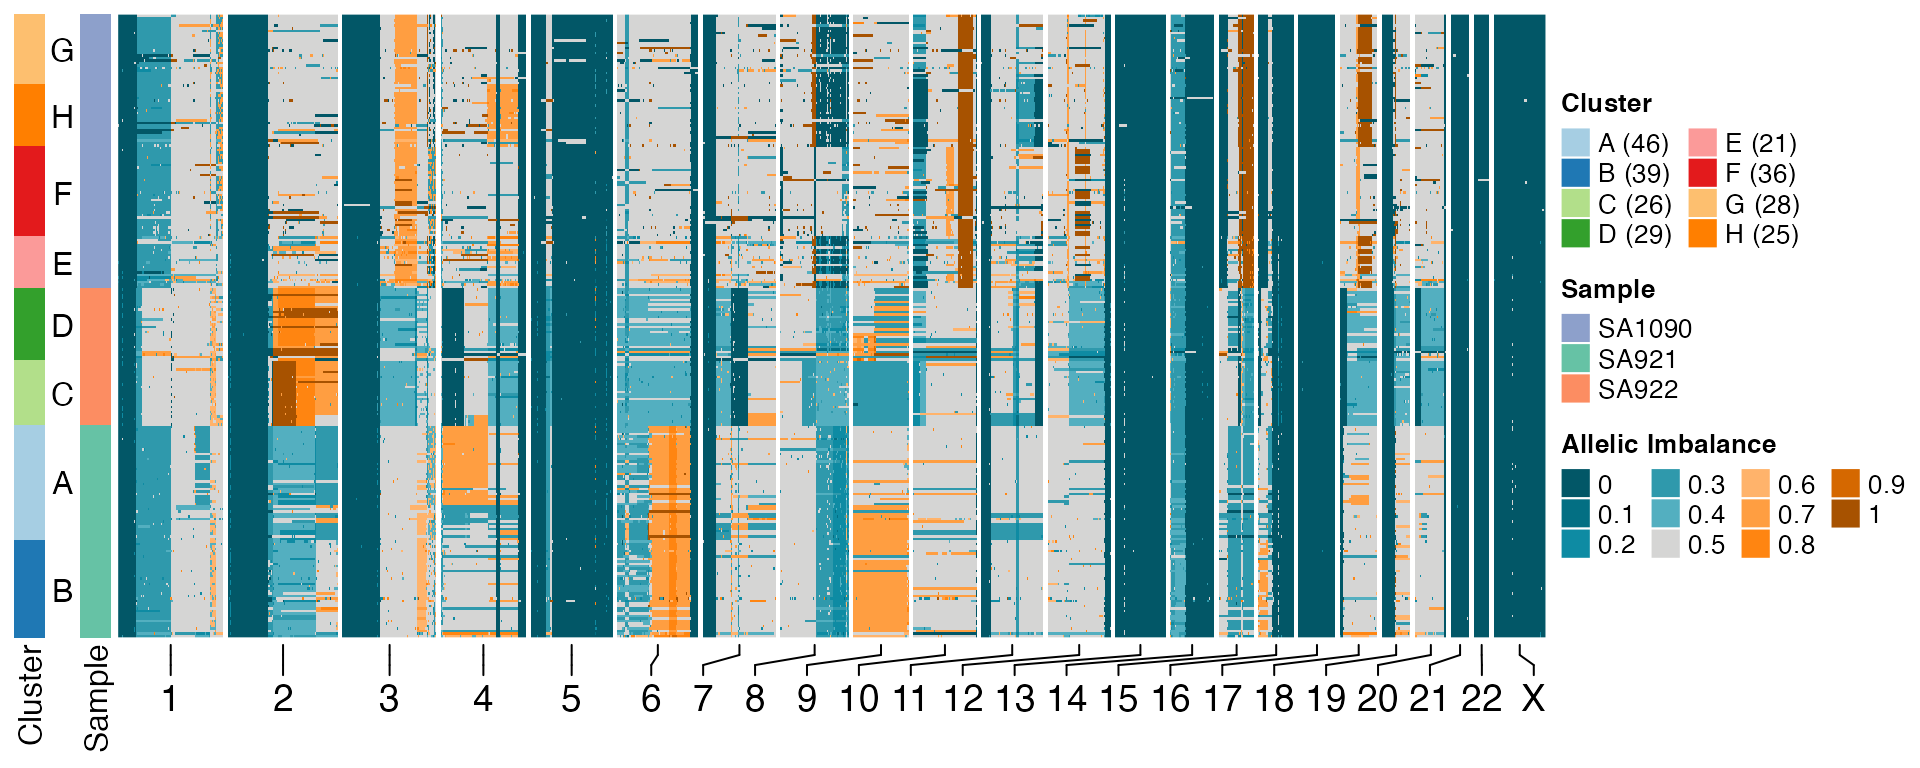 G
H
F
E
D
C
A
B
Cluster
Sample
1 2 3 4 5 6 7 8 9 10 11 12 13 14 15 16 17 18 19 20 21 22 X
Cluster
A (46) E (21)
B (39) F (36)
C (26) G (28)
D (29) H (25)
Sample
SA1090
SA921
SA922
Allelic Imbalance
0 0.3 0.6 0.9
0.1 0.4 0.7 1
0.2 0.5 0.8